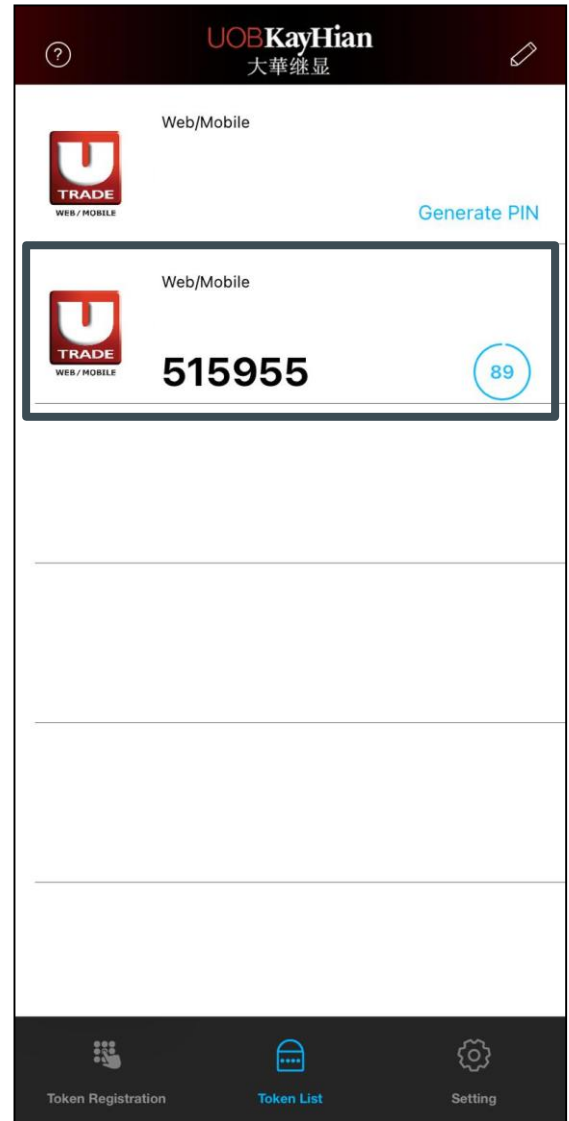 UOBKayHian
大華继显
Web/Mobile
U
TRADE
WEB/MOBILE
Generate PIN
Web/Mobile
U
TRADE
WEB/MOBILE
515955
89
Token Registration
Token List
Setting